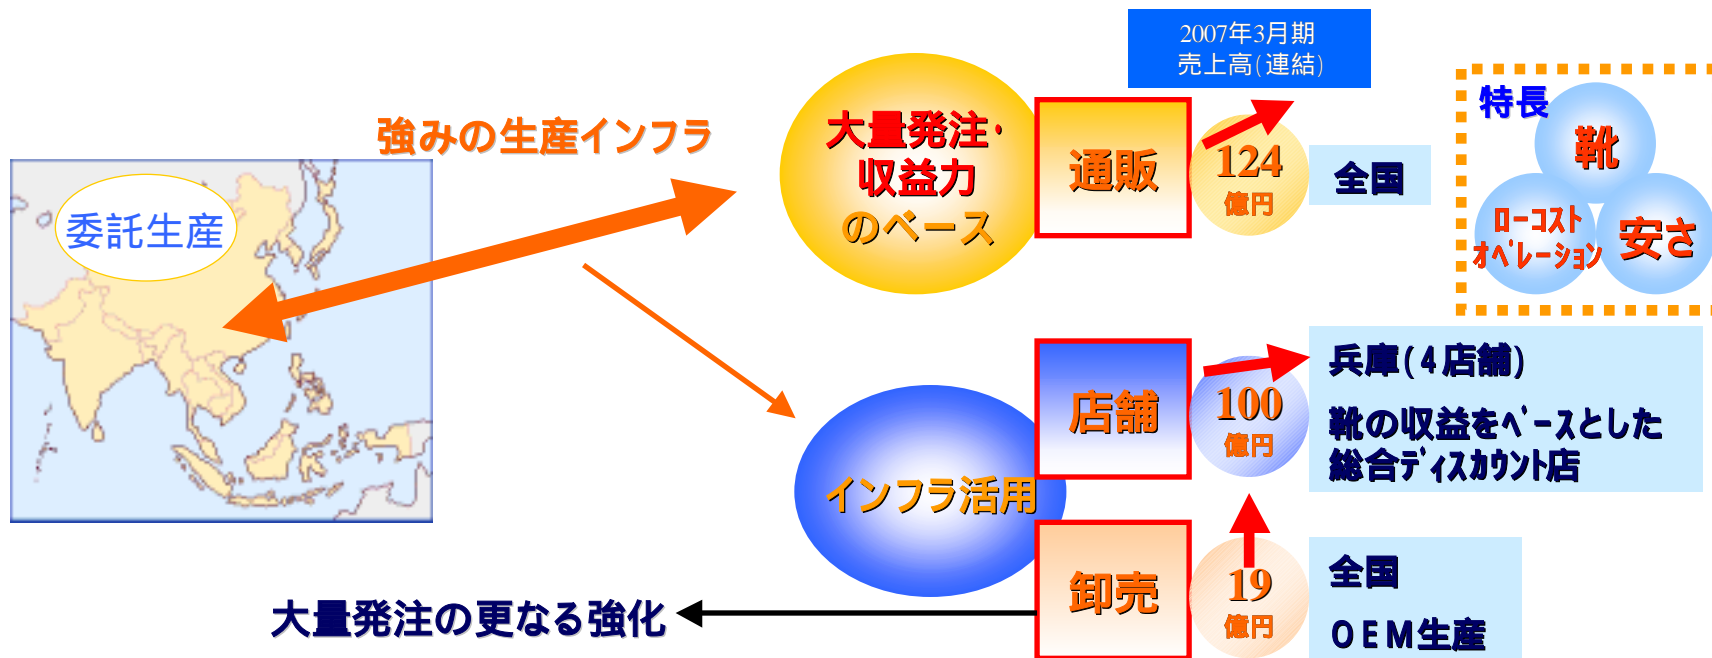 2007年3月期
売上高(連結)
特長
靴
ローコスト
オペレーション
安さ
強みの生産インフラ
委託生産
大量発注・
収益力
のベース
通販
124
億円
全国
インフラ活用
店舗
100
億円
兵庫(4店舗)
靴の収益をベースとした
総合ディスカウント店
卸売
19
億円
全国
OEM生産
大量発注の更なる強化